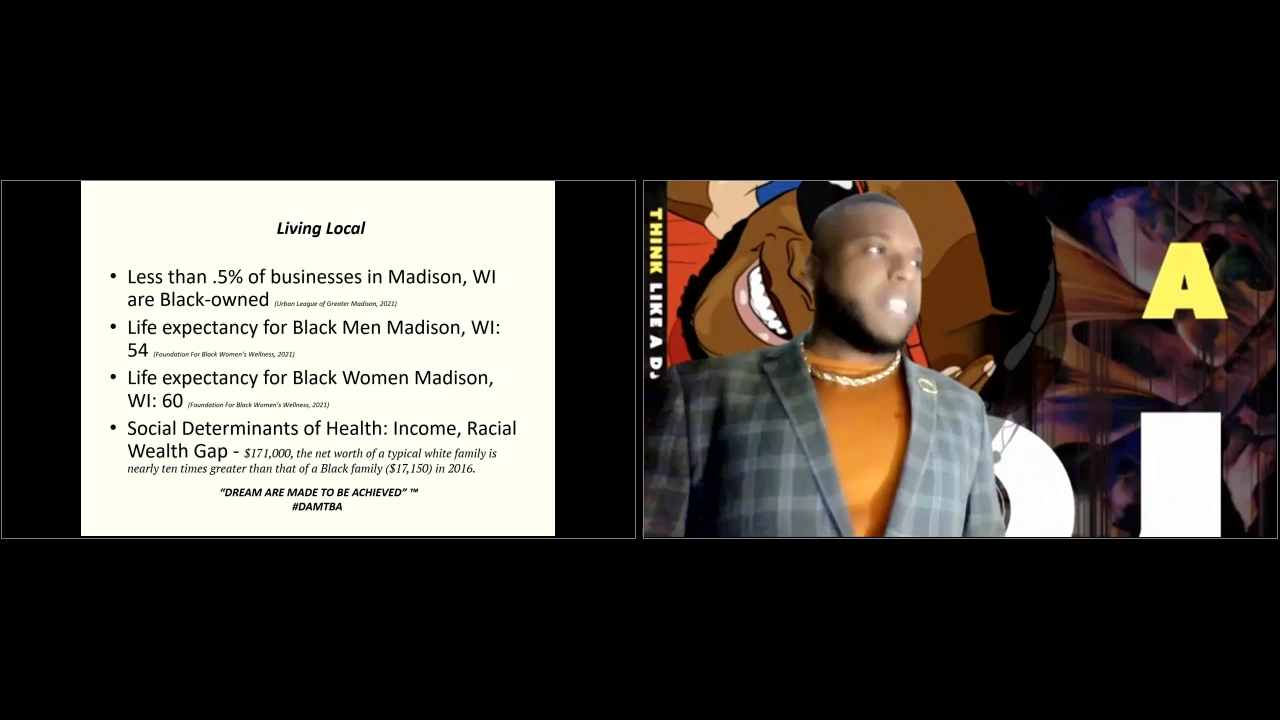 Living Local
• Less than .5% of businesses in Madison, WI
are Black-owned (Urban League of Greater Madison, 2021)
• Life expectancy for Black Men Madison, WI:
54 (Foundation For Black Women's Wellness, 2021)
• Life expectancy for Black Women Madison,
WI: 60 (Foundation For Black Women's Wellness, 2021)
• Social Determinants of Health: Income, Racial
Wealth Gap - $171,000, the net worth of a typical white family is
nearly ten times greater than that of a Black family ($17,150) in 2016.
“DREAM ARE MADE TO BE ACHIEVED” ™
#DAMTBA
THINK LIKE A DJ
A
DJ